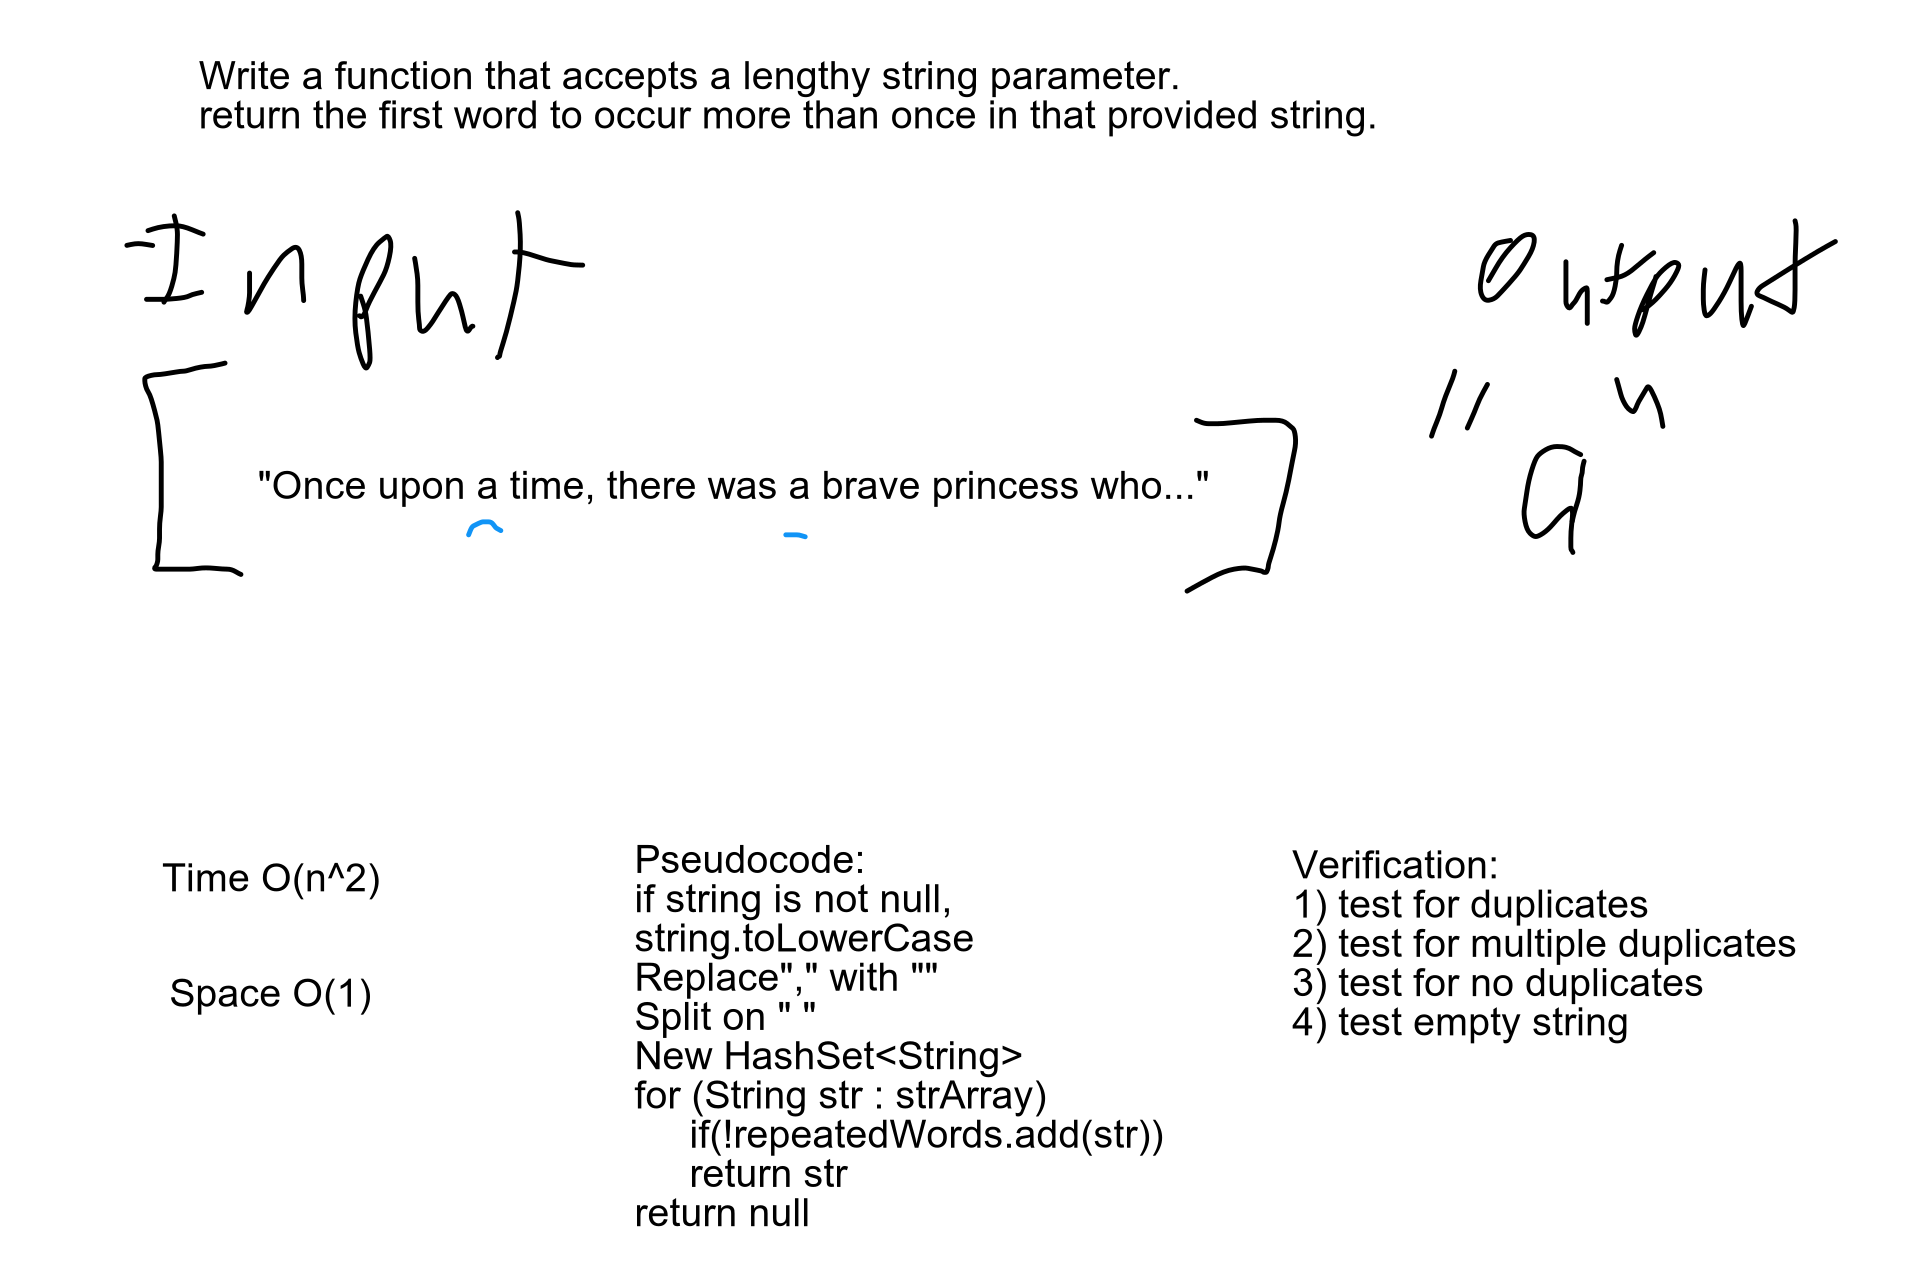 Write a function that accepts a lengthy string parameter.
return the first word to occur more than once in that provided string.
Input
Output
"Once upon a time, there was a brave princess who..."
"a"
Time O(n^2)
Space O(1)
Pseudocode:
if string is not null,
string.toLowerCase
Replace"," with ""
Split on " "
New HashSet<String>
for (String str : strArray)
if(!repeatedWords.add(str))
return str
return null
Verification:
1) test for duplicates
2) test for multiple duplicates
3) test for no duplicates
4) test empty string